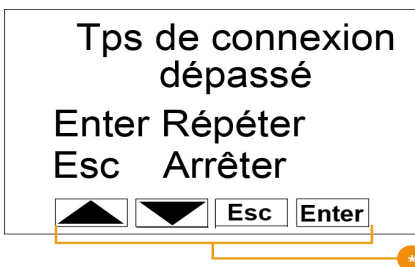 Tps de connexion
dépassé
Enter Répéter
Esc Arrêter
Esc Enter
*